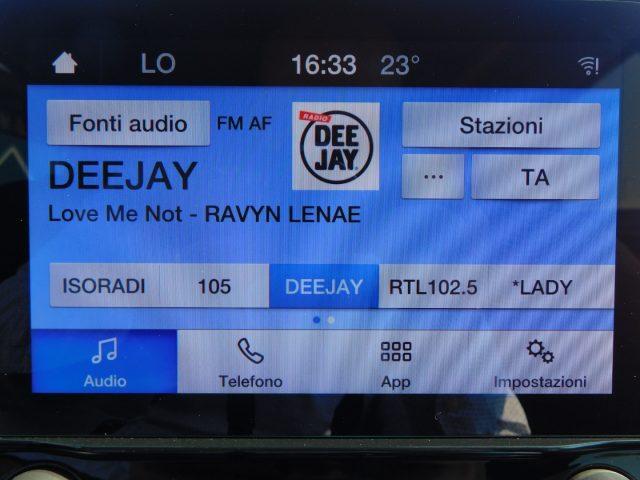 LO 16:33 23°
Fonti audio FM AF
RADIO
DEE
JAY.
Stazioni
DEEJAY
... TA
Love Me Not - RAVYN LENAE
ISORADI 105 DEEJAY RTL102.5 *LADY
Audio Telefono App Impostazioni